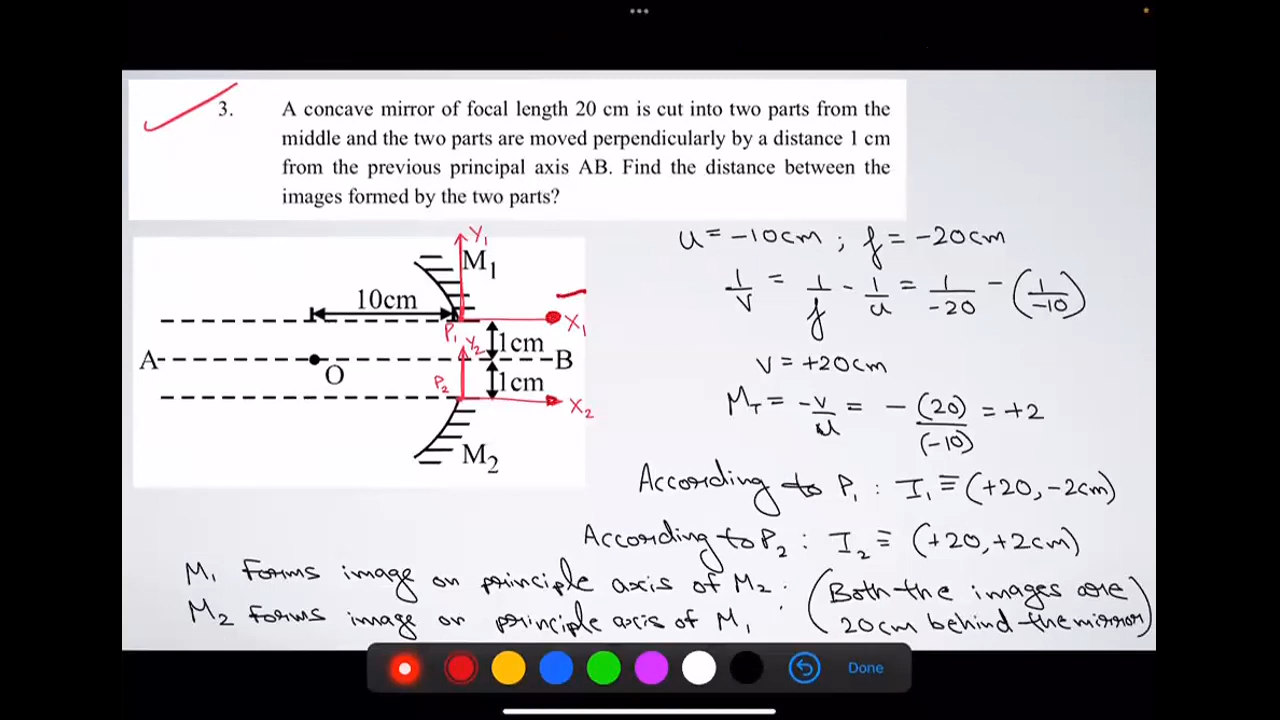 3. A concave mirror of focal length 20 cm is cut into two parts from the
middle and the two parts are moved perpendicularly by a distance 1 cm
from the previous principal axis AB. Find the distance between the
images formed by the two parts?
u = -10cm ; f = -20cm
1/v = 1/f - 1/u = 1/-20 - (1/-10)
v = +20cm
M_T = -v/u = -(20)/(-10) = +2
According to P₁ : I₁ ≡ (+20, -2cm)
According to P₂ : I₂ ≡ (+20, +2cm)
M₁ forms image on principle axis of M₂ : (Both the images are
M₂ forms image on principle axis of M₁ 20cm behind the mirror)
Y₁
M₁
10cm
P₁
X₁
Y₂
1cm
A
B
O
P₂
1cm
X₂
M₂
Done